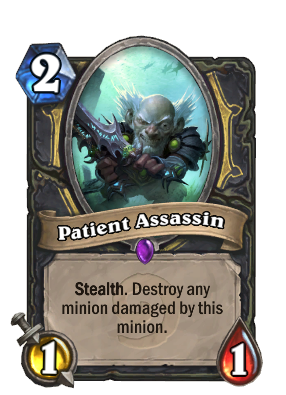 2
Patient Assassin
Stealth. Destroy any
minion damaged by this
minion.
1
1